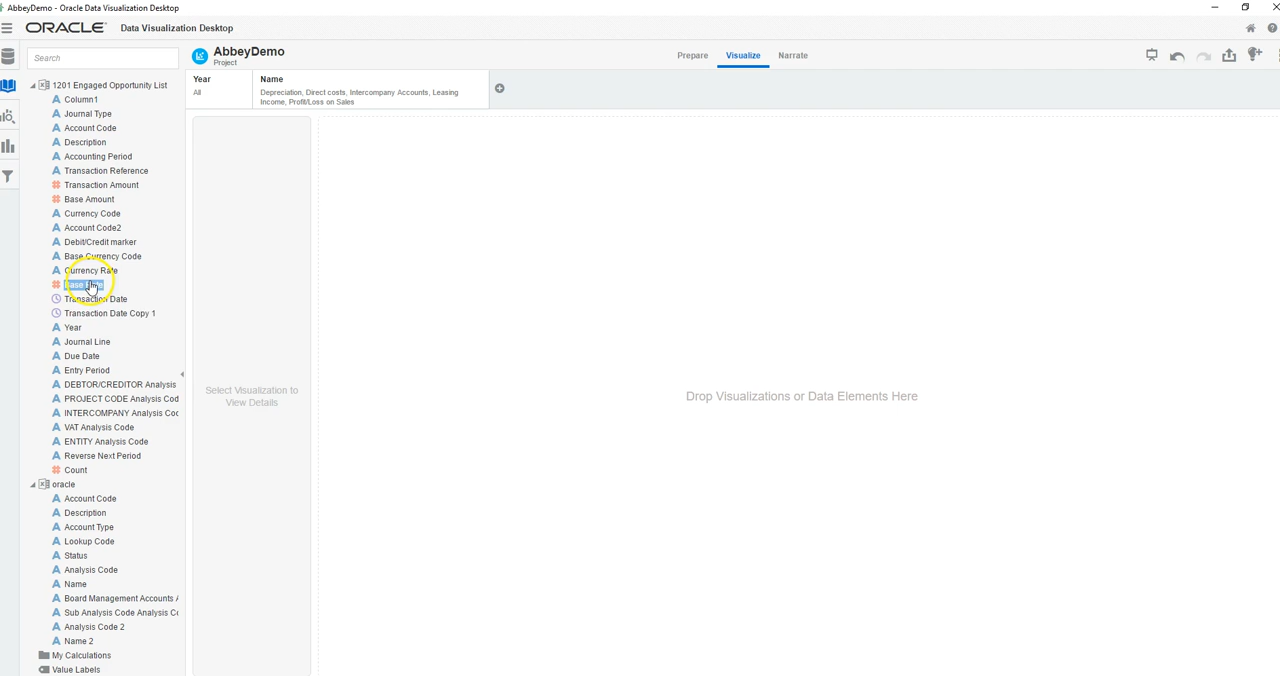 AbbeyDemo - Oracle Data Visualization Desktop
ORACLE Data Visualization Desktop
Search
AbbeyDemo
Project
Prepare Visualize Narrate
Year
All
Name
Depreciation, Direct costs, Intercompany Accounts, Leasing
Income, Profit/Loss on Sales
1201 Engaged Opportunity List
Column1
Journal Type
Account Code
Description
Accounting Period
Transaction Reference
Transaction Amount
Base Amount
Currency Code
Account Code2
Debit/Credit marker
Base Currency Code
Currency Rate
Base
Transaction Date
Transaction Date Copy 1
Year
Journal Line
Due Date
Entry Period
DEBTOR/CREDITOR Analysis
PROJECT CODE Analysis Cod
INTERCOMPANY Analysis Coc
VAT Analysis Code
ENTITY Analysis Code
Reverse Next Period
Count
oracle
Account Code
Description
Account Type
Lookup Code
Status
Analysis Code
Name
Board Management Accounts A
Sub Analysis Code Analysis Cc
Analysis Code 2
Name 2
My Calculations
Value Labels
Select Visualization to
View Details
Drop Visualizations or Data Elements Here